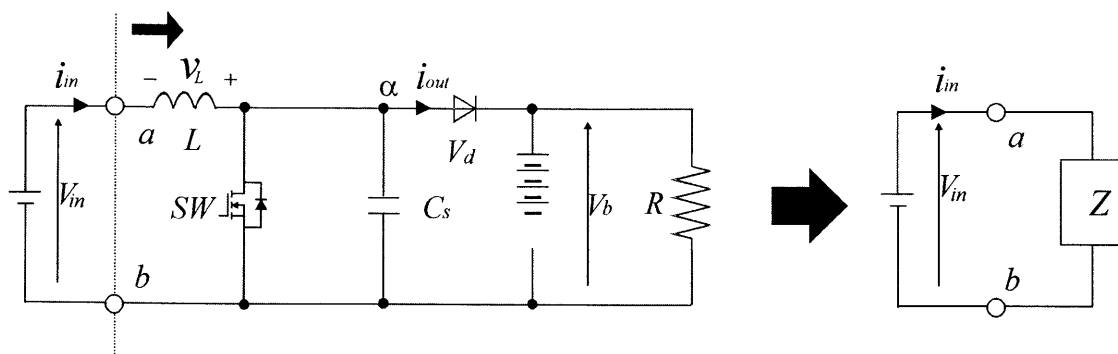 i_in
− v_L +
α
i_out
a
L
V_d
V_in
SW
C_s
V_b
R
b
i_in
a
V_in
Z
b